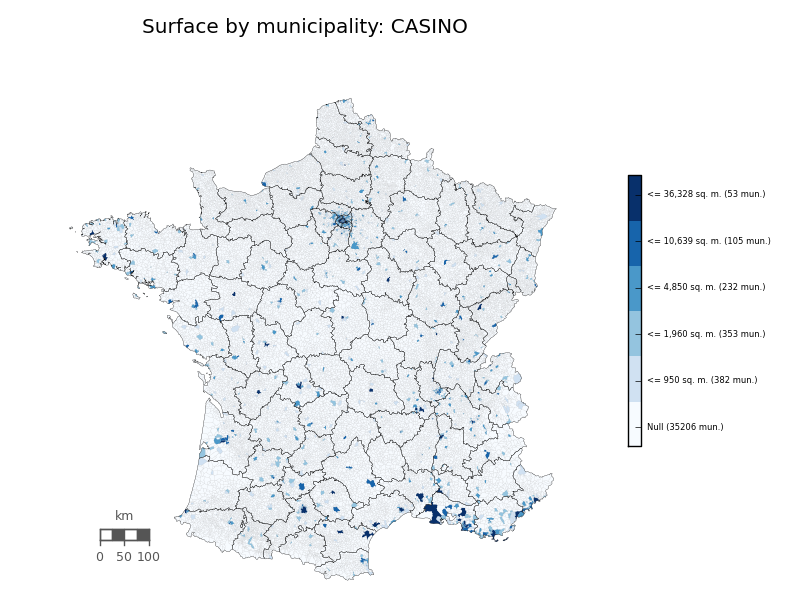 Surface by municipality: CASINO
<= 36,328 sq. m. (53 mun.)
<= 10,639 sq. m. (105 mun.)
<= 4,850 sq. m. (232 mun.)
<= 1,960 sq. m. (353 mun.)
<= 950 sq. m. (382 mun.)
Null (35206 mun.)
km
0 50 100